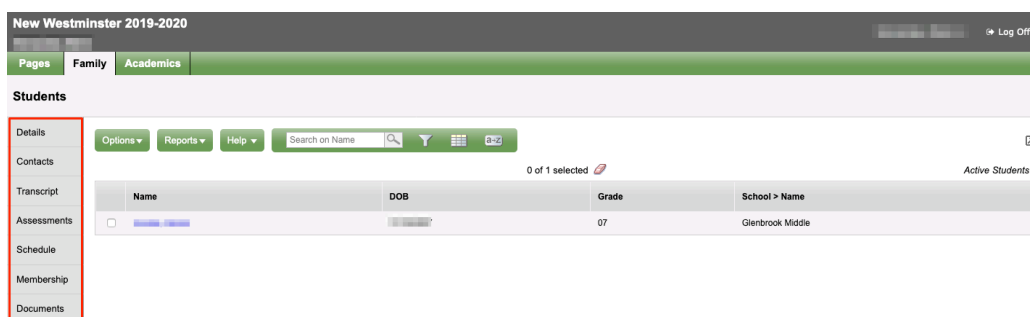 New Westminster 2019-2020
Log Off
Pages Family Academics
Students
Details
Contacts
Transcript
Assessments
Schedule
Membership
Documents
Options Reports Help Search on Name a-z
0 of 1 selected
Active Students
Name DOB Grade School > Name
07 Glenbrook Middle